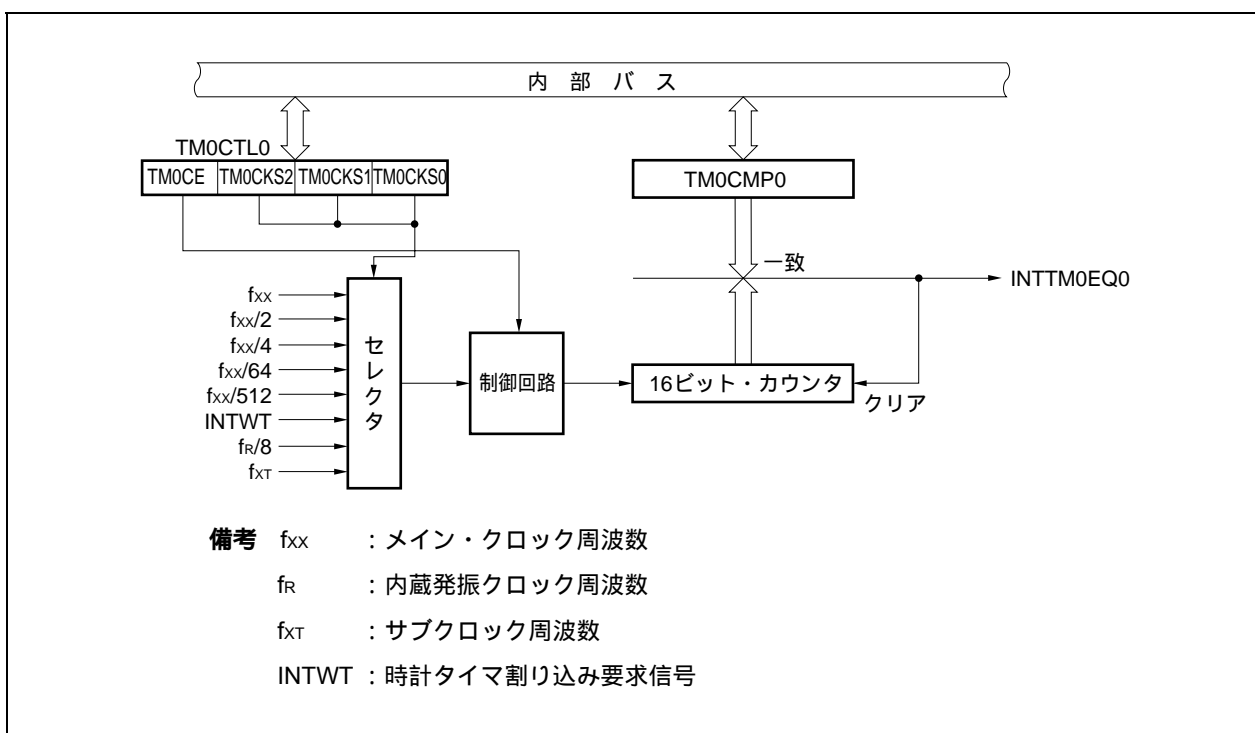 内 部 バ ス
TM0CTL0
TM0CE TM0CKS2 TM0CKS1 TM0CKS0
TM0CMP0
一致
INTTM0EQ0
fXX
fXX/2
fXX/4
fXX/64
fXX/512
INTWT
fR/8
fXT
セレクタ
制御回路
16ビット・カウンタ
クリア
備考 fXX :メイン・クロック周波数
fR :内蔵発振クロック周波数
fXT :サブクロック周波数
INTWT :時計タイマ割り込み要求信号